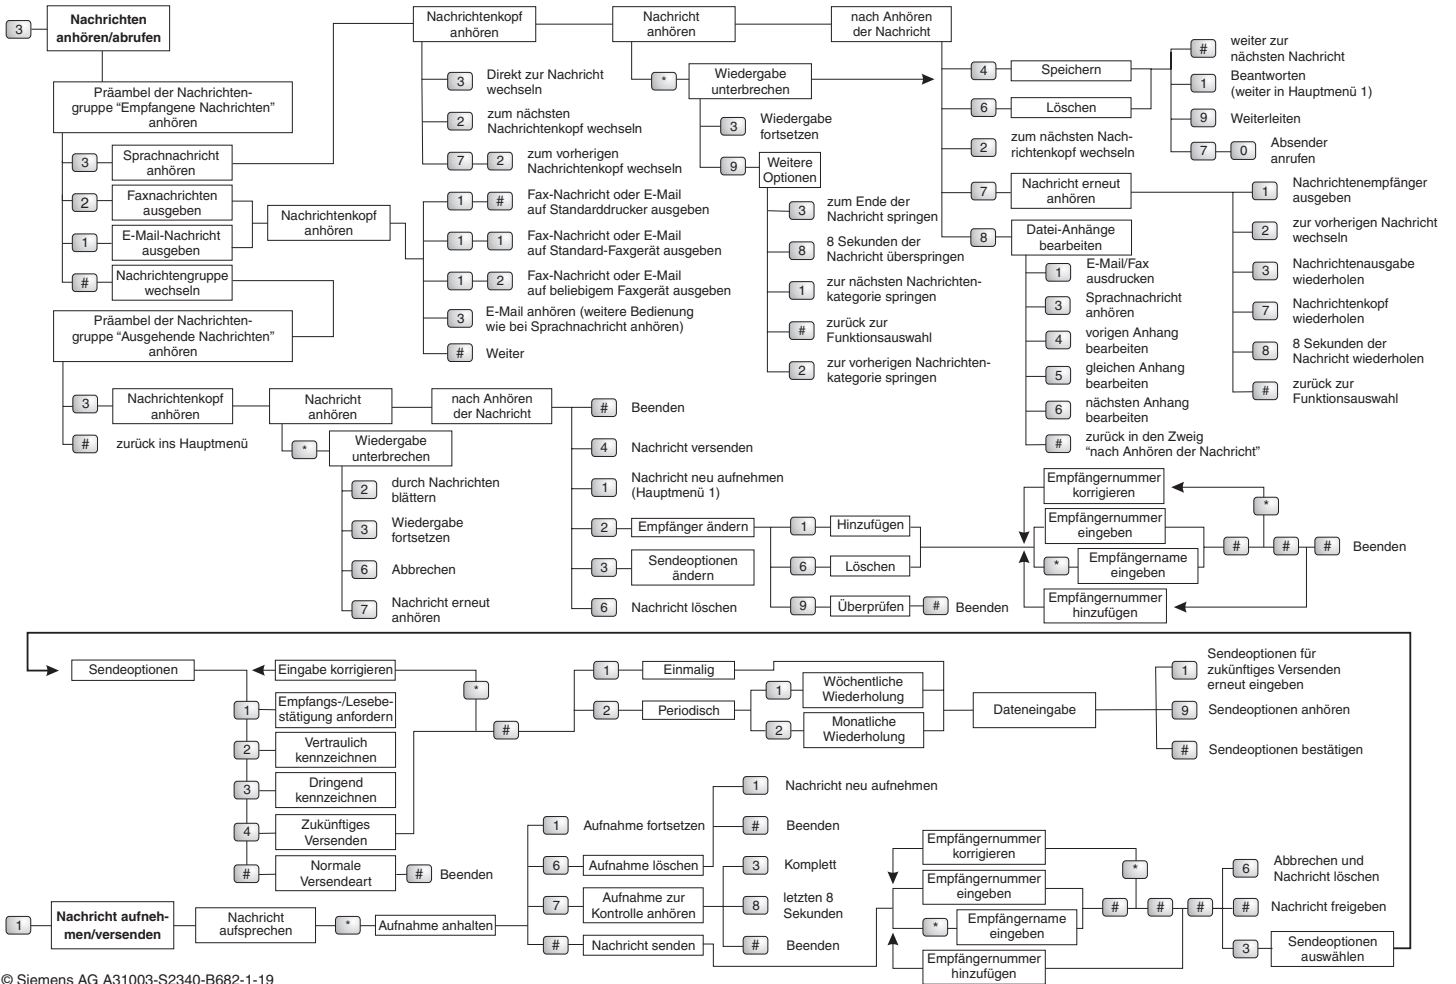 3
Nachrichten
anhören/abrufen
Präambel der Nachrichten-
gruppe “Empfangene Nachrichten”
anhören
3
Sprachnachricht
anhören
2
Faxnachrichten
ausgeben
1
E-Mail-Nachricht
ausgeben
#
Nachrichtengruppe
wechseln
Nachrichtenkopf
anhören
Präambel der Nachrichten-
gruppe “Ausgehende Nachrichten”
anhören
Nachrichtenkopf
anhören
3
Direkt zur Nachricht
wechseln
2
zum nächsten
Nachrichtenkopf wechseln
7
2
zum vorherigen
Nachrichtenkopf wechseln
1
#
Fax-Nachricht oder E-Mail
auf Standarddrucker ausgeben
1
1
Fax-Nachricht oder E-Mail
auf Standard-Faxgerät ausgeben
1
2
Fax-Nachricht oder E-Mail
auf beliebigem Faxgerät ausgeben
3
E-Mail anhören (weitere Bedienung
wie bei Sprachnachricht anhören)
#
Weiter
Nachricht
anhören
*
Wiedergabe
unterbrechen
3
Wiedergabe
fortsetzen
9
Weitere
Optionen
3
zum Ende der
Nachricht springen
8
8 Sekunden der
Nachricht überspringen
1
zur nächsten Nachrichten-
kategorie springen
#
zurück zur
Funktionsauswahl
2
zur vorherigen Nachrichten-
kategorie springen
nach Anhören
der Nachricht
4
Speichern
6
Löschen
#
weiter zur
nächsten Nachricht
1
Beantworten
(weiter in Hauptmenü 1)
9
Weiterleiten
7
0
Absender
anrufen
2
zum nächsten Nach-
richtenkopf wechseln
7
Nachricht erneut
anhören
1
Nachrichtenempfänger
ausgeben
2
zur vorherigen Nachricht
wechseln
3
Nachrichtenausgabe
wiederholen
7
Nachrichtenkopf
wiederholen
8
8 Sekunden der
Nachricht wiederholen
#
zurück zur
Funktionsauswahl
8
Datei-Anhänge
bearbeiten
1
E-Mail/Fax
ausdrucken
3
Sprachnachricht
anhören
4
vorigen Anhang
bearbeiten
5
gleichen Anhang
bearbeiten
6
nächsten Anhang
bearbeiten
#
zurück in den Zweig
“nach Anhören der Nachricht”
3
Nachrichtenkopf
anhören
#
zurück ins Hauptmenü
Nachricht
anhören
*
Wiedergabe
unterbrechen
2
durch Nachrichten
blättern
3
Wiedergabe
fortsetzen
6
Abbrechen
7
Nachricht erneut
anhören
nach Anhören
der Nachricht
#
Beenden
4
Nachricht versenden
1
Nachricht neu aufnehmen
(Hauptmenü 1)
2
Empfänger ändern
3
Sendeoptionen
ändern
6
Nachricht löschen
1
Hinzufügen
6
Löschen
9
Überprüfen
#
Beenden
Empfängernummer
korrigieren
Empfängernummer
eingeben
*
Empfängername
eingeben
Empfängernummer
hinzufügen
*
#
#
#
Beenden
Sendeoptionen
Eingabe korrigieren
1
Empfangs-/Lesebe-
stätigung anfordern
2
Vertraulich
kennzeichnen
3
Dringend
kennzeichnen
4
Zukünftiges
Versenden
#
Normale
Versendeart
#
Beenden
*
#
1
Einmalig
2
Periodisch
1
Wöchentliche
Wiederholung
2
Monatliche
Wiederholung
Dateneingabe
1
Sendeoptionen für
zukünftiges Versenden
erneut eingeben
9
Sendeoptionen anhören
#
Sendeoptionen bestätigen
1
Nachricht aufneh-
men/versenden
Nachricht
aufsprechen
*
Aufnahme anhalten
1
Aufnahme fortsetzen
6
Aufnahme löschen
7
Aufnahme zur
Kontrolle anhören
#
Nachricht senden
1
Nachricht neu aufnehmen
#
Beenden
3
Komplett
8
letzten 8
Sekunden
#
Beenden
Empfängernummer
korrigieren
Empfängernummer
eingeben
*
Empfängername
eingeben
Empfängernummer
hinzufügen
*
#
#
#
6
Abbrechen und
Nachricht löschen
#
Nachricht freigeben
3
Sendeoptionen
auswählen
© Siemens AG A31003-S2340-B682-1-19